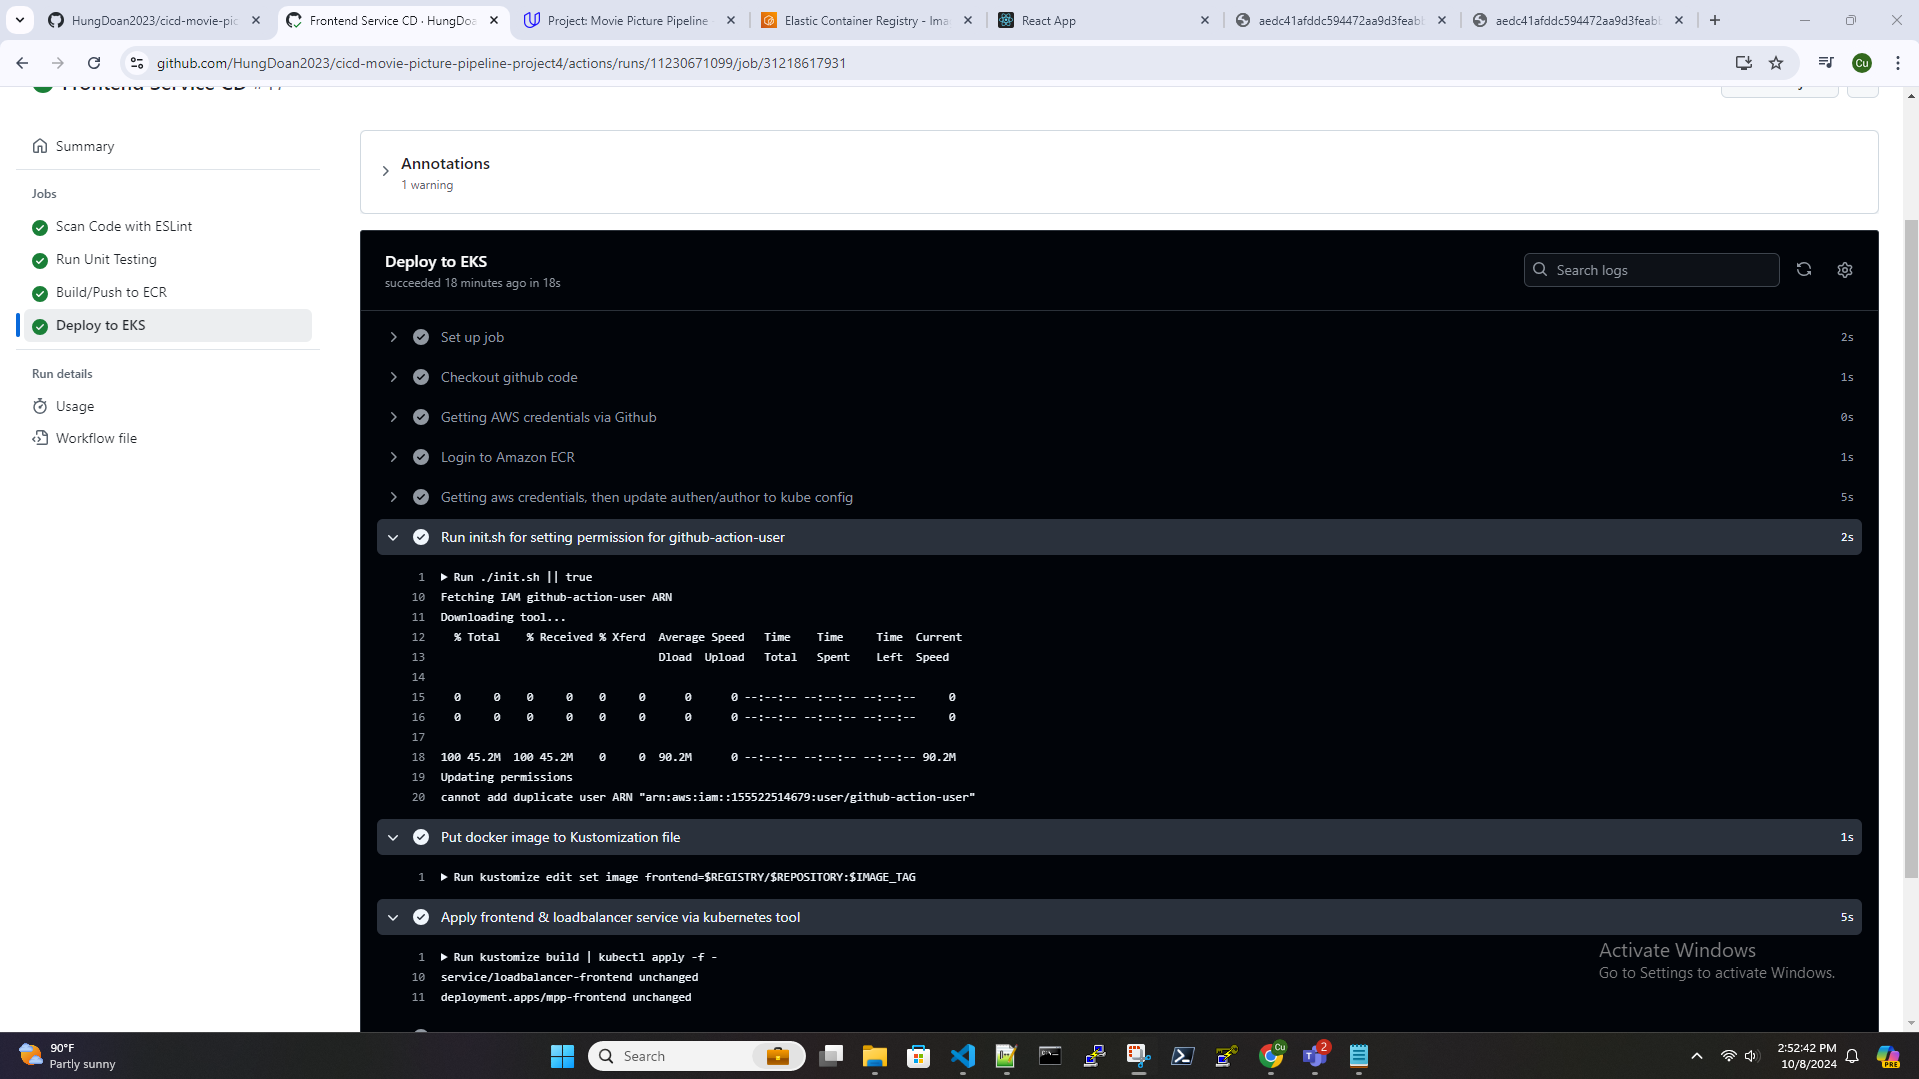 HungDoan2023/cicd-movie-pic
Frontend Service CD · HungDoa
Project: Movie Picture Pipeline
Elastic Container Registry - Ima
React App
aedc41afddc594472aa9d3feabb
aedc41afddc594472aa9d3feabb
github.com/HungDoan2023/cicd-movie-picture-pipeline-project4/actions/runs/11230671099/job/31218617931
Cu
Frontend Service CD #17
Summary
Jobs
Scan Code with ESLint
Run Unit Testing
Build/Push to ECR
Deploy to EKS
Run details
Usage
Workflow file
Annotations
1 warning
Deploy to EKS
succeeded 18 minutes ago in 18s
Search logs
Set up job 2s
Checkout github code 1s
Getting AWS credentials via Github 0s
Login to Amazon ECR 1s
Getting aws credentials, then update authen/author to kube config 5s
Run init.sh for setting permission for github-action-user 2s
1 Run ./init.sh || true
10 Fetching IAM github-action-user ARN
11 Downloading tool...
12 % Total % Received % Xferd Average Speed Time Time Time Current
13 Dload Upload Total Spent Left Speed
14
15 0 0 0 0 0 0 0 0 --:--:-- --:--:-- --:--:-- 0
16 0 0 0 0 0 0 0 0 --:--:-- --:--:-- --:--:-- 0
17
18 100 45.2M 100 45.2M 0 0 90.2M 0 --:--:-- --:--:-- --:--:-- 90.2M
19 Updating permissions
20 cannot add duplicate user ARN "arn:aws:iam::155522514679:user/github-action-user"
Put docker image to Kustomization file 1s
1 Run kustomize edit set image frontend=$REGISTRY/$REPOSITORY:$IMAGE_TAG
Apply frontend & loadbalancer service via kubernetes tool 5s
1 Run kustomize build | kubectl apply -f -
10 service/loadbalancer-frontend unchanged
11 deployment.apps/mpp-frontend unchanged
Activate Windows
Go to Settings to activate Windows.
90°F
Partly sunny
Search
Cu
2
2:52:42 PM
10/8/2024
PRE